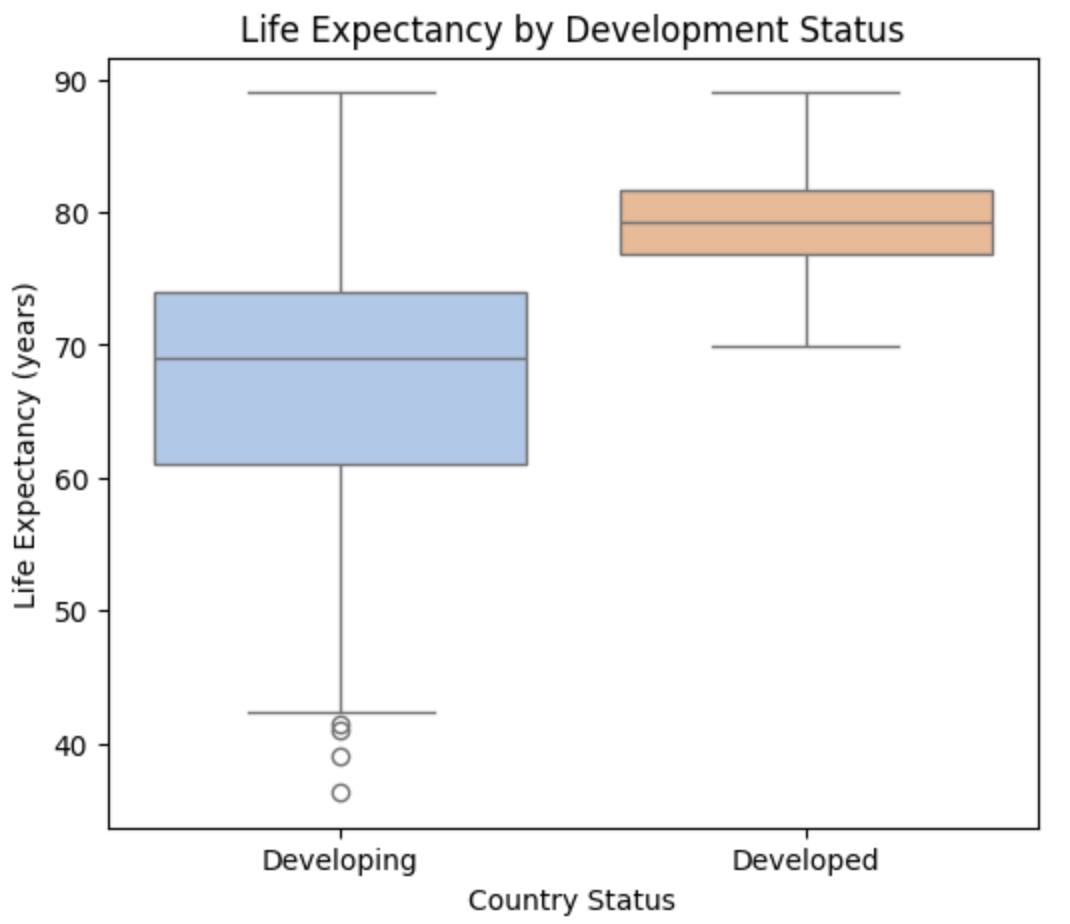 Life Expectancy by Development Status
90
80
70
60
50
40
Life Expectancy (years)
Developing
Developed
Country Status